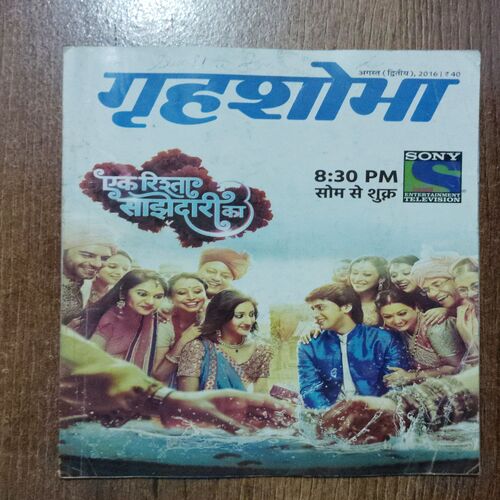 अगस्त (द्वितीय), 2016 | ₹ 40
गृहशोभा
एक रिश्ता
साझेदारी का
8:30 PM
सोम से शुक्र
SONY
ENTERTAINMENT
TELEVISION